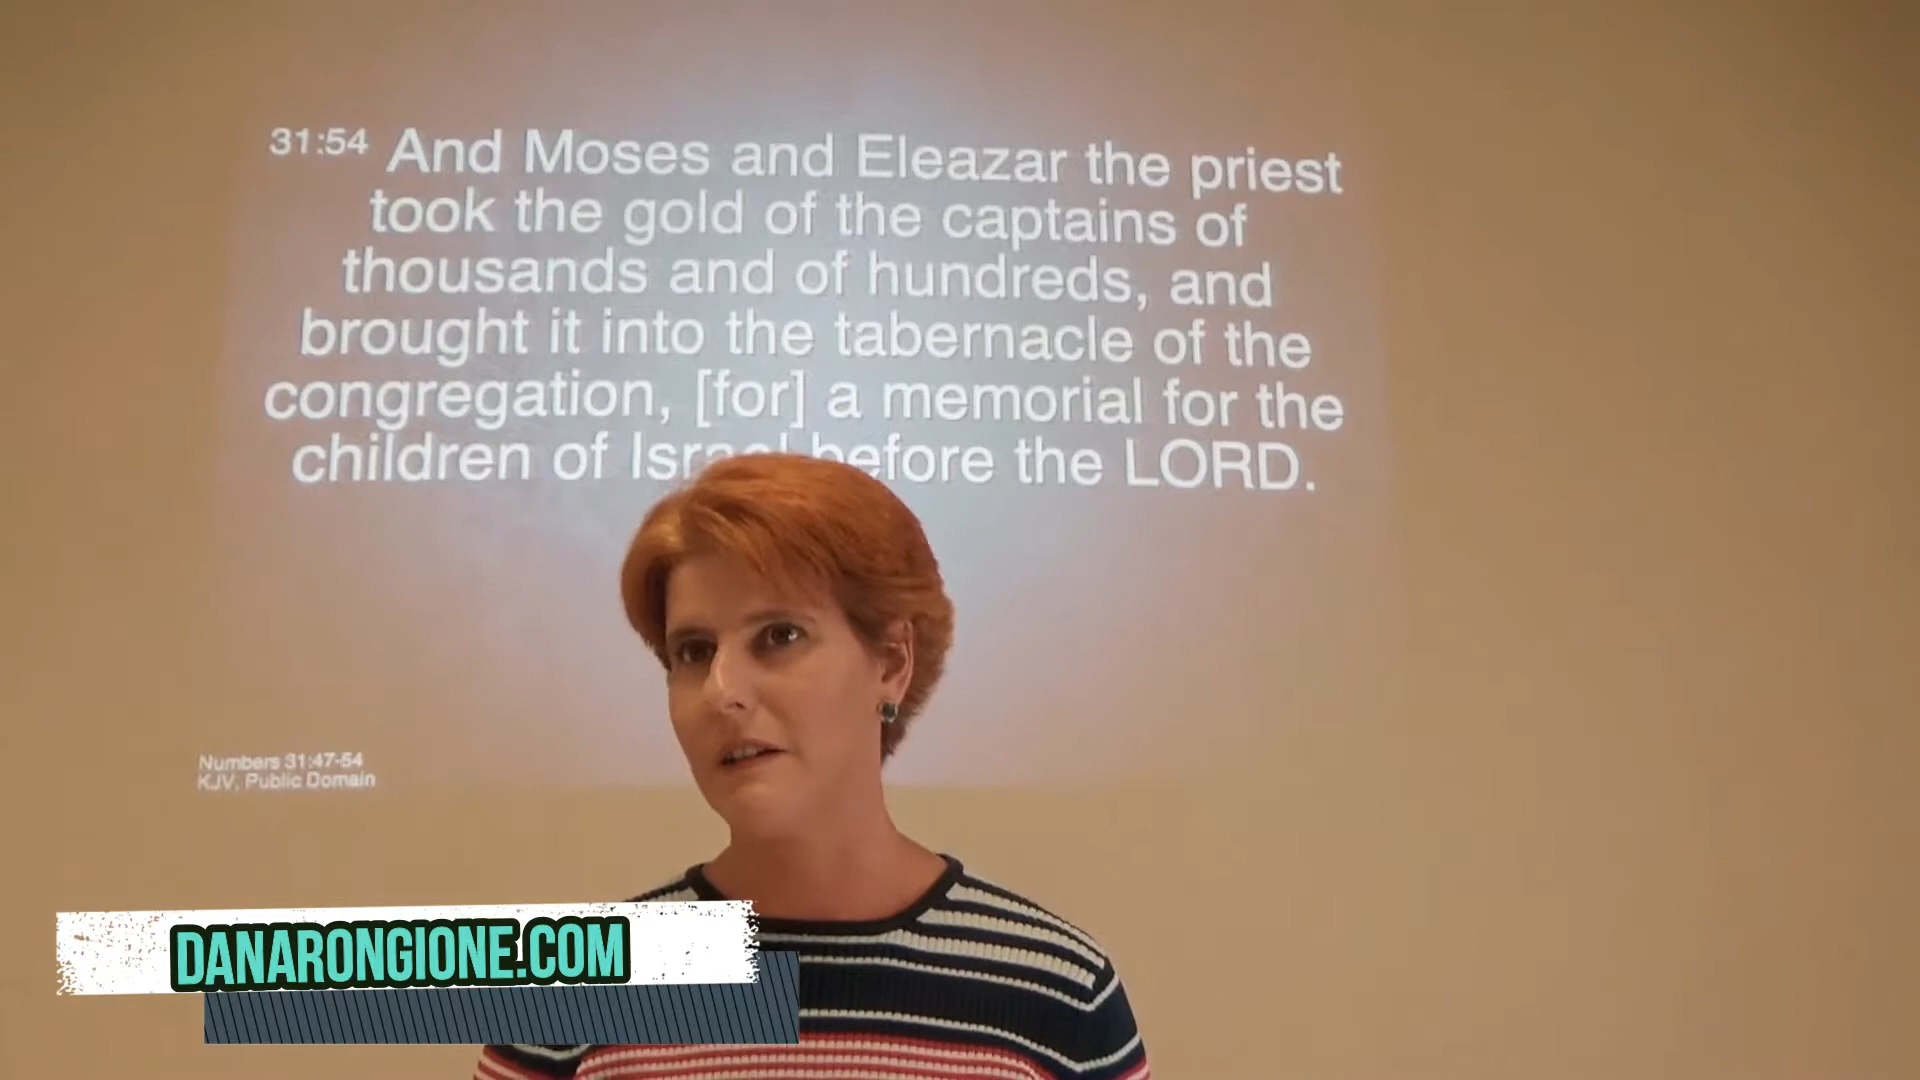 31:54 And Moses and Eleazar the priest
took the gold of the captains of
thousands and of hundreds, and
brought it into the tabernacle of the
congregation, [for] a memorial for the
children of Israel before the LORD.
Numbers 31:47-54
KJV, Public Domain
DANARONGIONE.COM